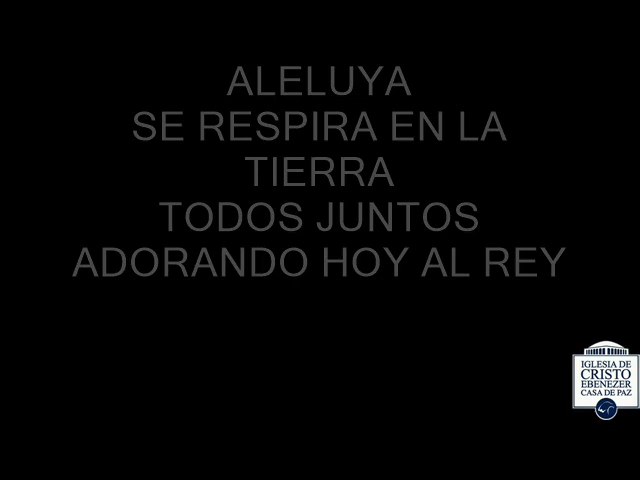 ALELUYA
SE RESPIRA EN LA
TIERRA
TODOS JUNTOS
ADORANDO HOY AL REY
IGLESIA DE
CRISTO
EBENEZER
CASA DE PAZ